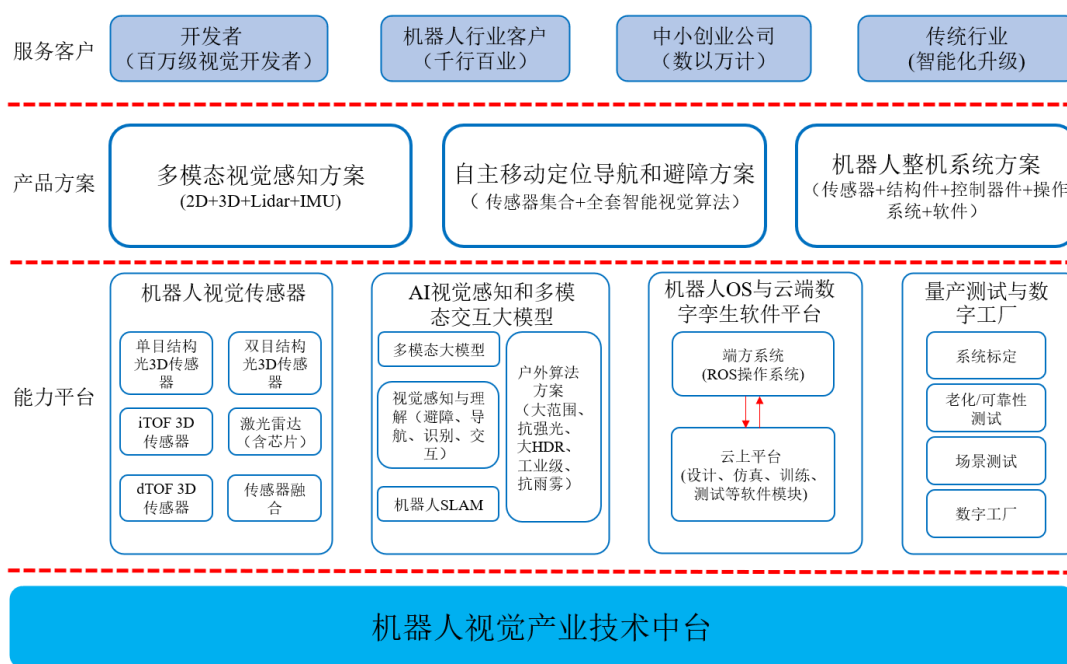 服务客户
开发者
（百万级视觉开发者）
机器人行业客户
（千行百业）
中小创业公司
（数以万计）
传统行业
(智能化升级)
产品方案
多模态视觉感知方案
(2D+3D+Lidar+IMU)
自主移动定位导航和避障方案
（ 传感器集合+全套智能视觉算法）
机器人整机系统方案
（传感器+结构件+控制器件+操作
系统+软件）
能力平台
机器人视觉传感器
单目结构
光3D传感
器
双目结构
光3D传感
器
iTOF 3D
传感器
激光雷达
（含芯片）
dTOF 3D
传感器
传感器融
合
AI视觉感知和多模
态交互大模型
多模态大模型
视觉感知与理
解（避障、导
航、识别、交
互）
机器人SLAM
户外算法
方案
（大范围、
抗强光、
大HDR、
工业级、
抗雨雾）
机器人OS与云端数
字孪生软件平台
端方系统
(ROS操作系统)
云上平台
(设计、仿真、训练、
测试等软件模块)
量产测试与数
字工厂
系统标定
老化/可靠性
测试
场景测试
数字工厂
机器人视觉产业技术中台